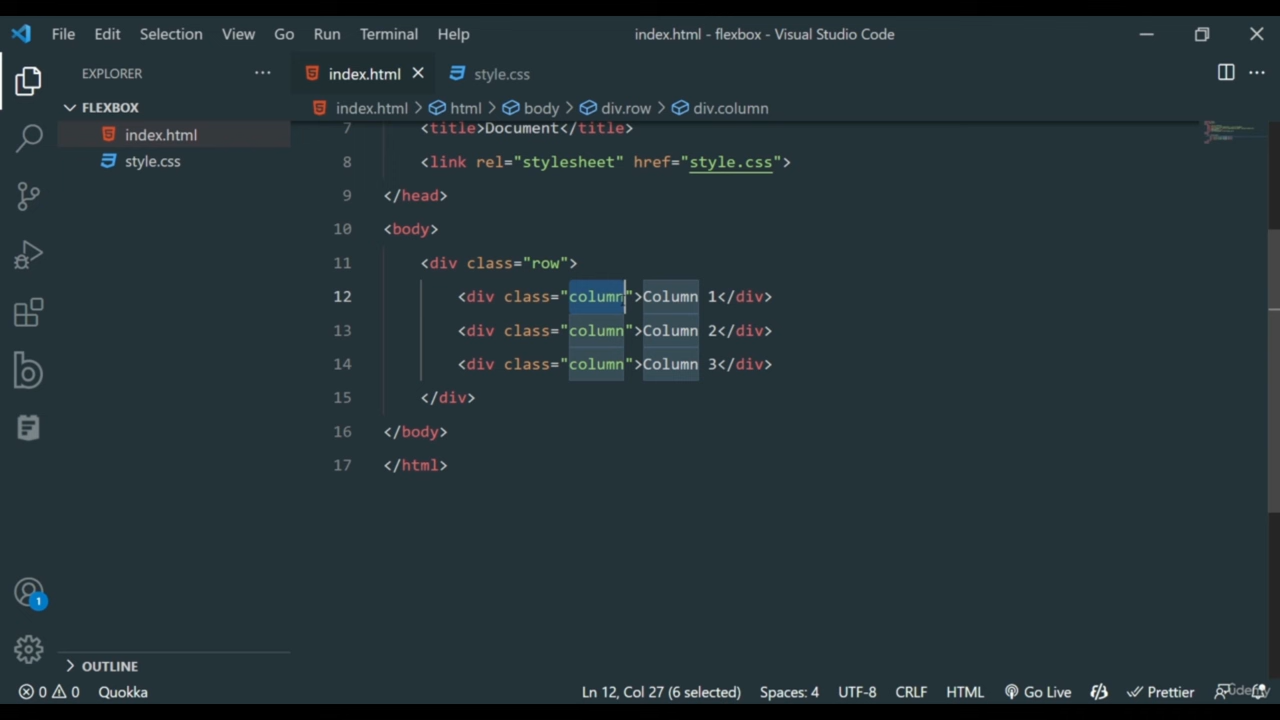 File Edit Selection View Go Run Terminal Help
index.html - flexbox - Visual Studio Code
EXPLORER
index.html
style.css
FLEXBOX
index.html
style.css
index.html > html > body > div.row > div.column
7 <title>Document</title>
8 <link rel="stylesheet" href="style.css">
9 </head>
10 <body>
11 <div class="row">
12 <div class="column">Column 1</div>
13 <div class="column">Column 2</div>
14 <div class="column">Column 3</div>
15 </div>
16 </body>
17 </html>
1
OUTLINE
0 0 Quokka
Ln 12, Col 27 (6 selected) Spaces: 4 UTF-8 CRLF HTML Go Live Prettier